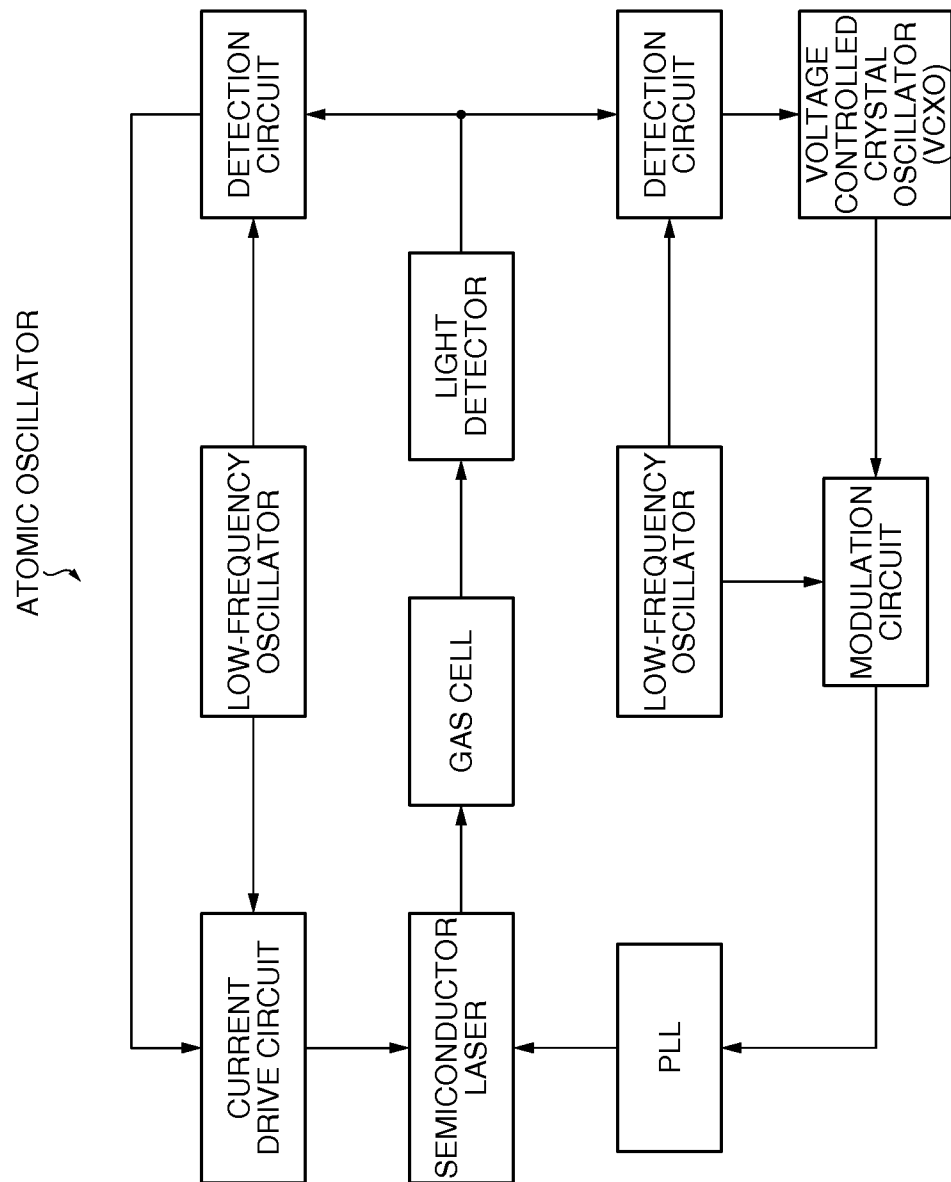 ATOMIC OSCILLATOR
CURRENT
DRIVE CIRCUIT
LOW-FREQUENCY
OSCILLATOR
DETECTION
CIRCUIT
SEMICONDUCTOR
LASER
GAS CELL
LIGHT
DETECTOR
PLL
LOW-FREQUENCY
OSCILLATOR
DETECTION
CIRCUIT
MODULATION
CIRCUIT
VOLTAGE
CONTROLLED
CRYSTAL
OSCILLATOR
(VCXO)